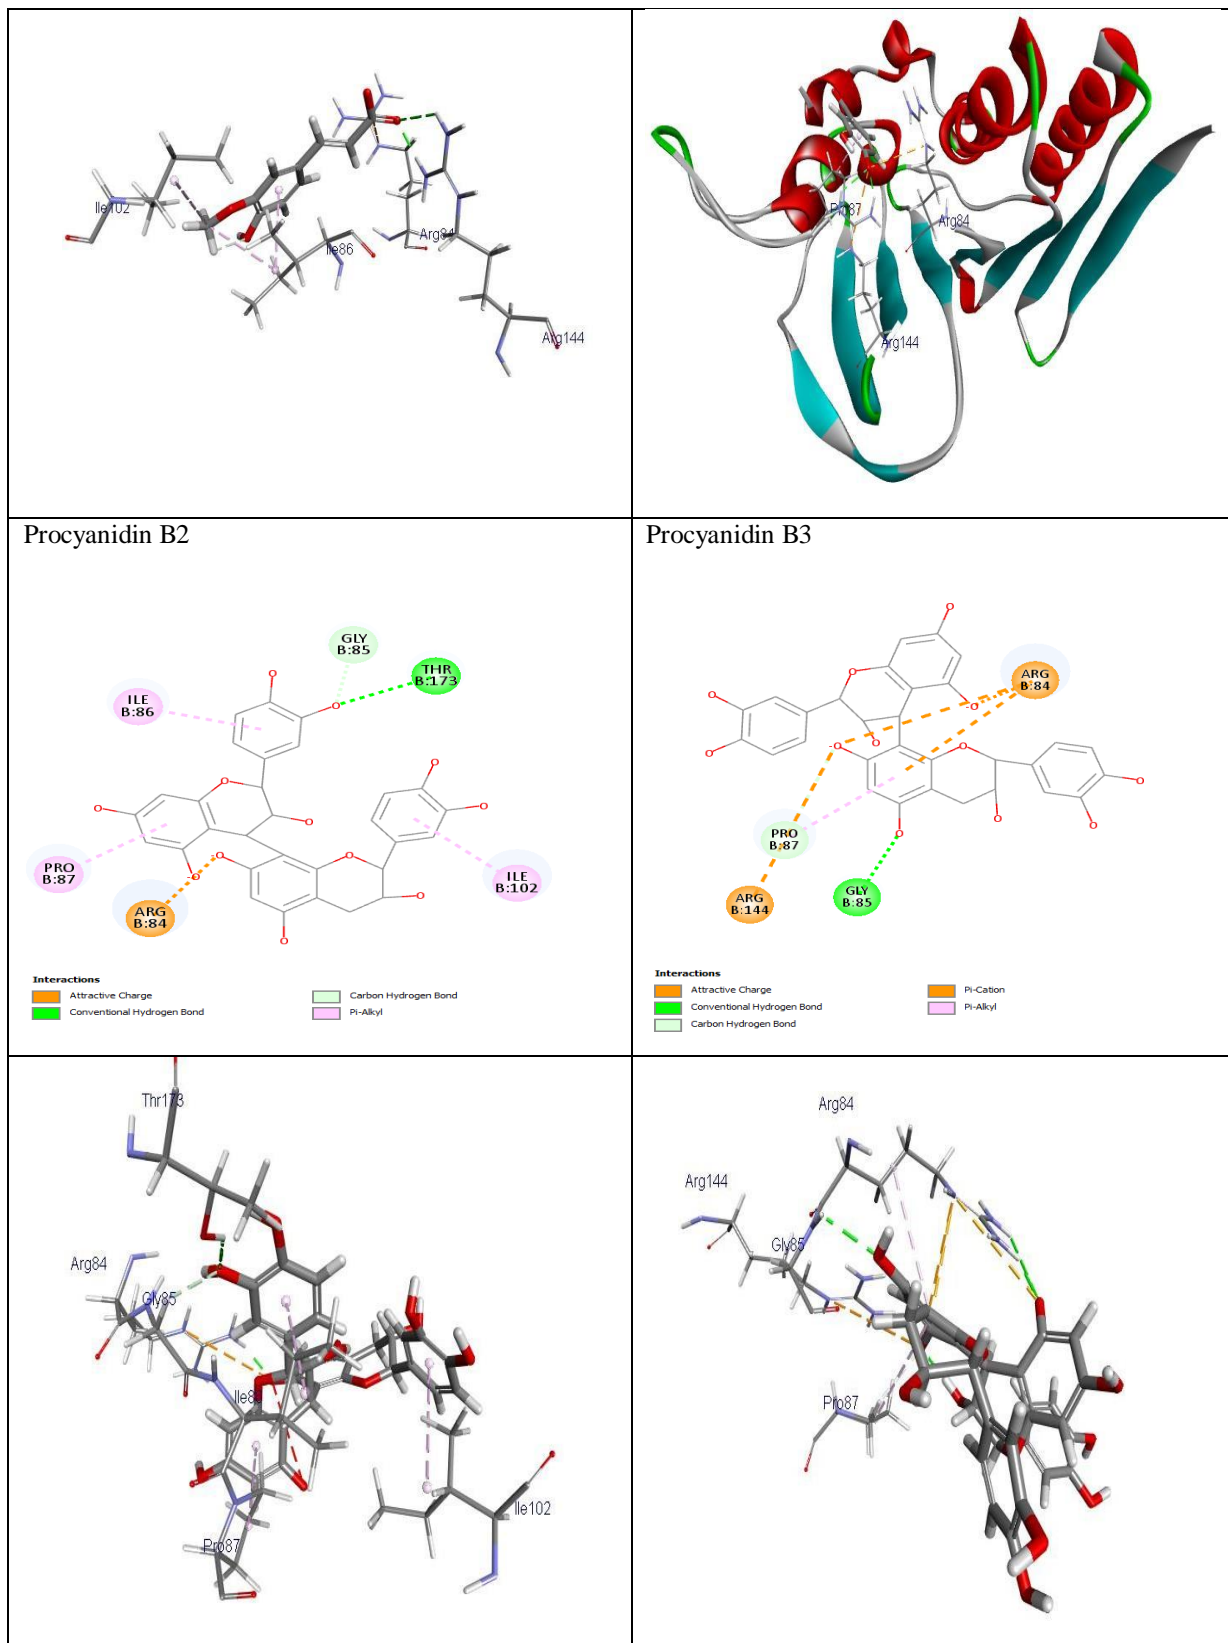 Ile102
Ile86
Arg84
Arg144
Pro87
Arg84
Arg144
Procyanidin B2
GLY
B:85
THR
B:173
ILE
B:86
PRO
B:87
ARG
B:84
ILE
B:102
O
O
O
O
O
O
O
O
-O
-O
O
O
Interactions
Attractive Charge
Conventional Hydrogen Bond
Carbon Hydrogen Bond
Pi-Alkyl
Procyanidin B3
ARG
B:84
PRO
B:87
ARG
B:144
GLY
B:85
O
O
O
O
-O
O
-O
O
O
O
O
O
Interactions
Attractive Charge
Conventional Hydrogen Bond
Carbon Hydrogen Bond
Pi-Cation
Pi-Alkyl
Thr173
Arg84
Gly85
Pro87
Ile102
Arg84
Arg144
Gly85
Pro87